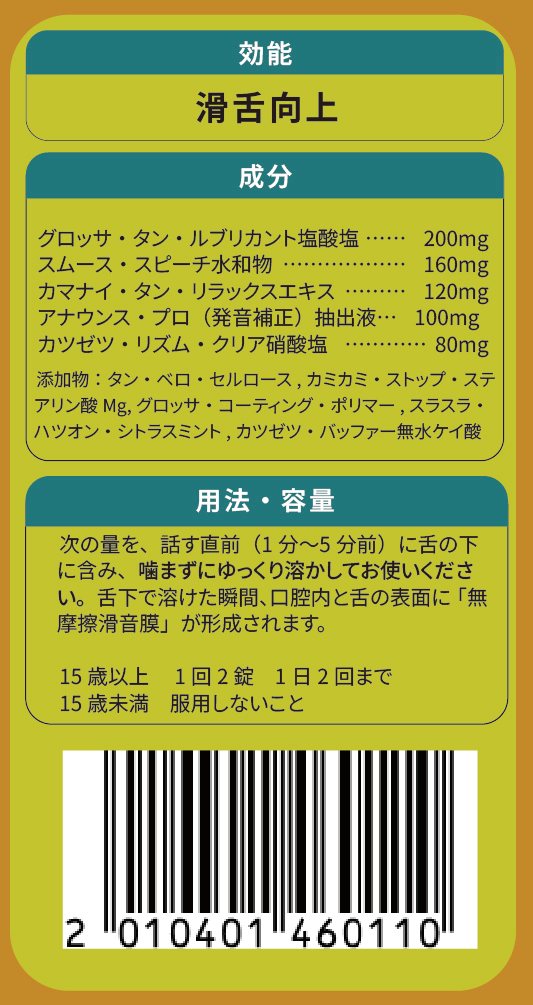 効能
滑舌向上
成分
グロッサ・タン・ルブリカント塩酸塩 …… 200mg
スムース・スピーチ水和物 ……………… 160mg
カマナイ・タン・リラックスエキス ……… 120mg
アナウンス・プロ（発音補正）抽出液… 100mg
カツゼツ・リズム・クリア硝酸塩 ………… 80mg
添加物：タン・ベロ・セルロース , カミカミ・ストップ・ステ
アリン酸 Mg, グロッサ・コーティング・ポリマー , スラスラ・
ハツオン・シトラスミント , カツゼツ・バッファー無水ケイ酸
用法・容量
次の量を、話す直前（1 分～5 分前）に舌の下
に含み、噛まずにゆっくり溶かしてお使いくださ
い。舌下で溶けた瞬間、口腔内と舌の表面に「無
摩擦滑音膜」が形成されます。
15 歳以上 1 回 2 錠 1 日 2 回まで
15 歳未満 服用しないこと
2 010401 460110